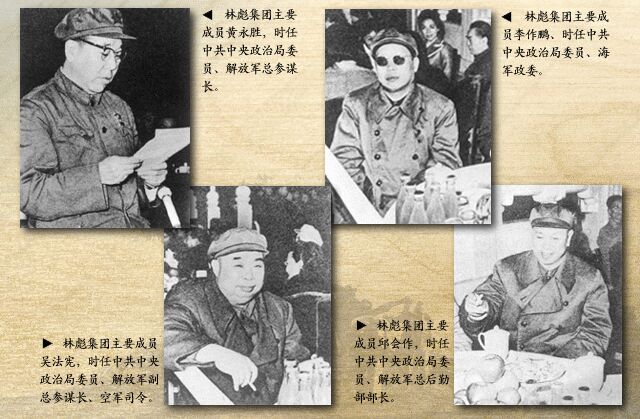 ◀ 林彪集团主要
成员黄永胜，时任
中共中央政治局委
员、解放军总参谋
长。
◀ 林彪集团主要成
员李作鹏、时任中共
中央政治局委员、海
军政委。
▶ 林彪集团主要成员
吴法宪，时任中共中央
政治局委员、解放军副
总参谋长、空军司令。
▶ 林彪集团主要
成员邱会作，时任
中共中央政治局委
员、解放军总后勤
部部长。